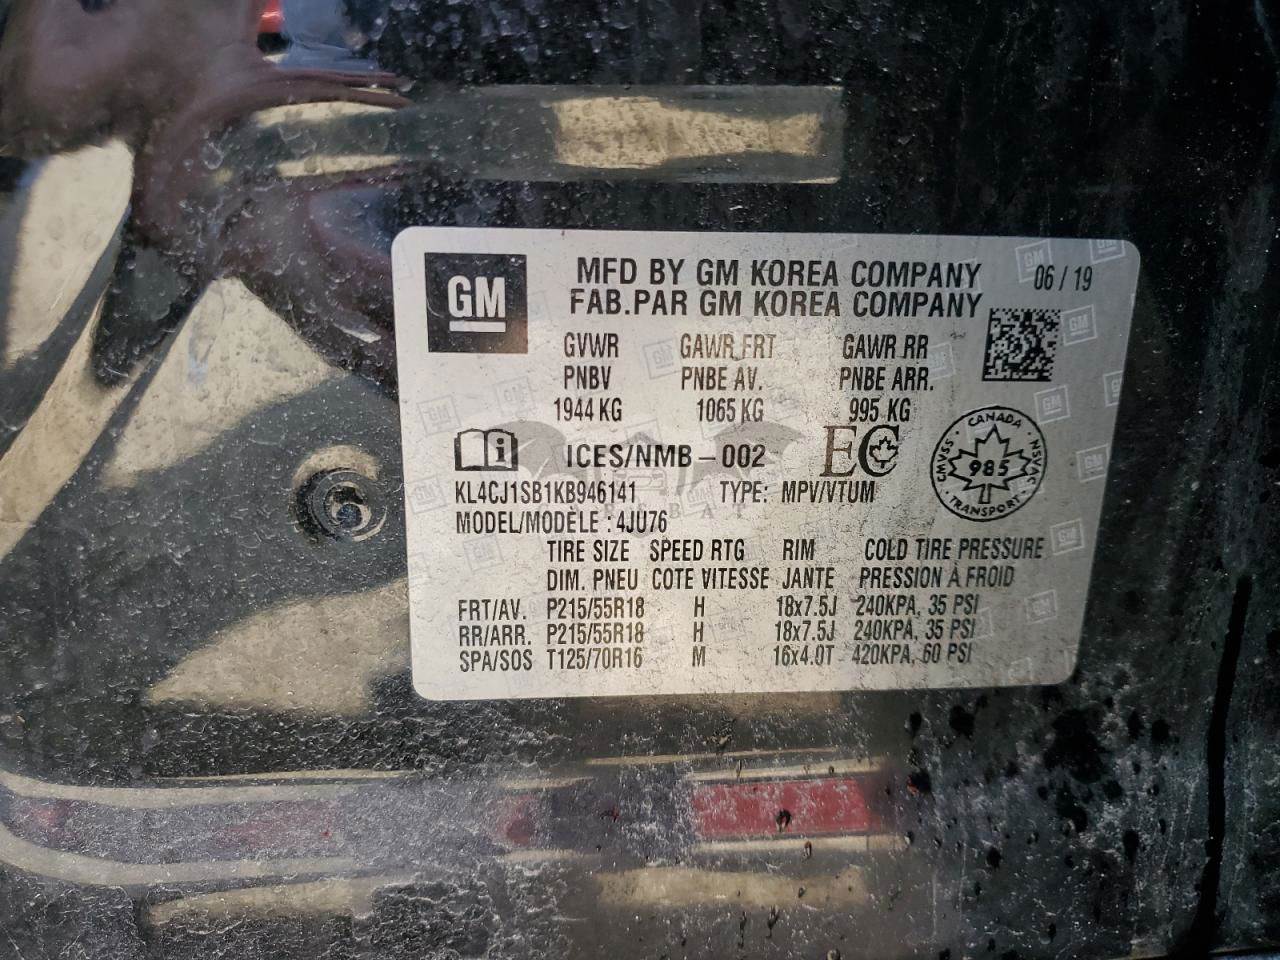 GM
MFD BY GM KOREA COMPANY 06 / 19
FAB.PAR GM KOREA COMPANY
GVWR GAWR FRT GAWR RR
PNBV PNBE AV. PNBE ARR.
1944 KG 1065 KG 995 KG
ICES/NMB-002 EC
CANADA
CMVSS 985 NSVAC
TRANSPORT
KL4CJ1SB1KB946141 TYPE: MPV/VTUM
MODEL/MODÈLE : 4JU76
TIRE SIZE SPEED RTG RIM COLD TIRE PRESSURE
DIM. PNEU COTE VITESSE JANTE PRESSION À FROID
FRT/AV. P215/55R18 H 18x7.5J 240KPA, 35 PSI
RR/ARR. P215/55R18 H 18x7.5J 240KPA, 35 PSI
SPA/SOS T125/70R16 M 16x4.0T 420KPA, 60 PSI